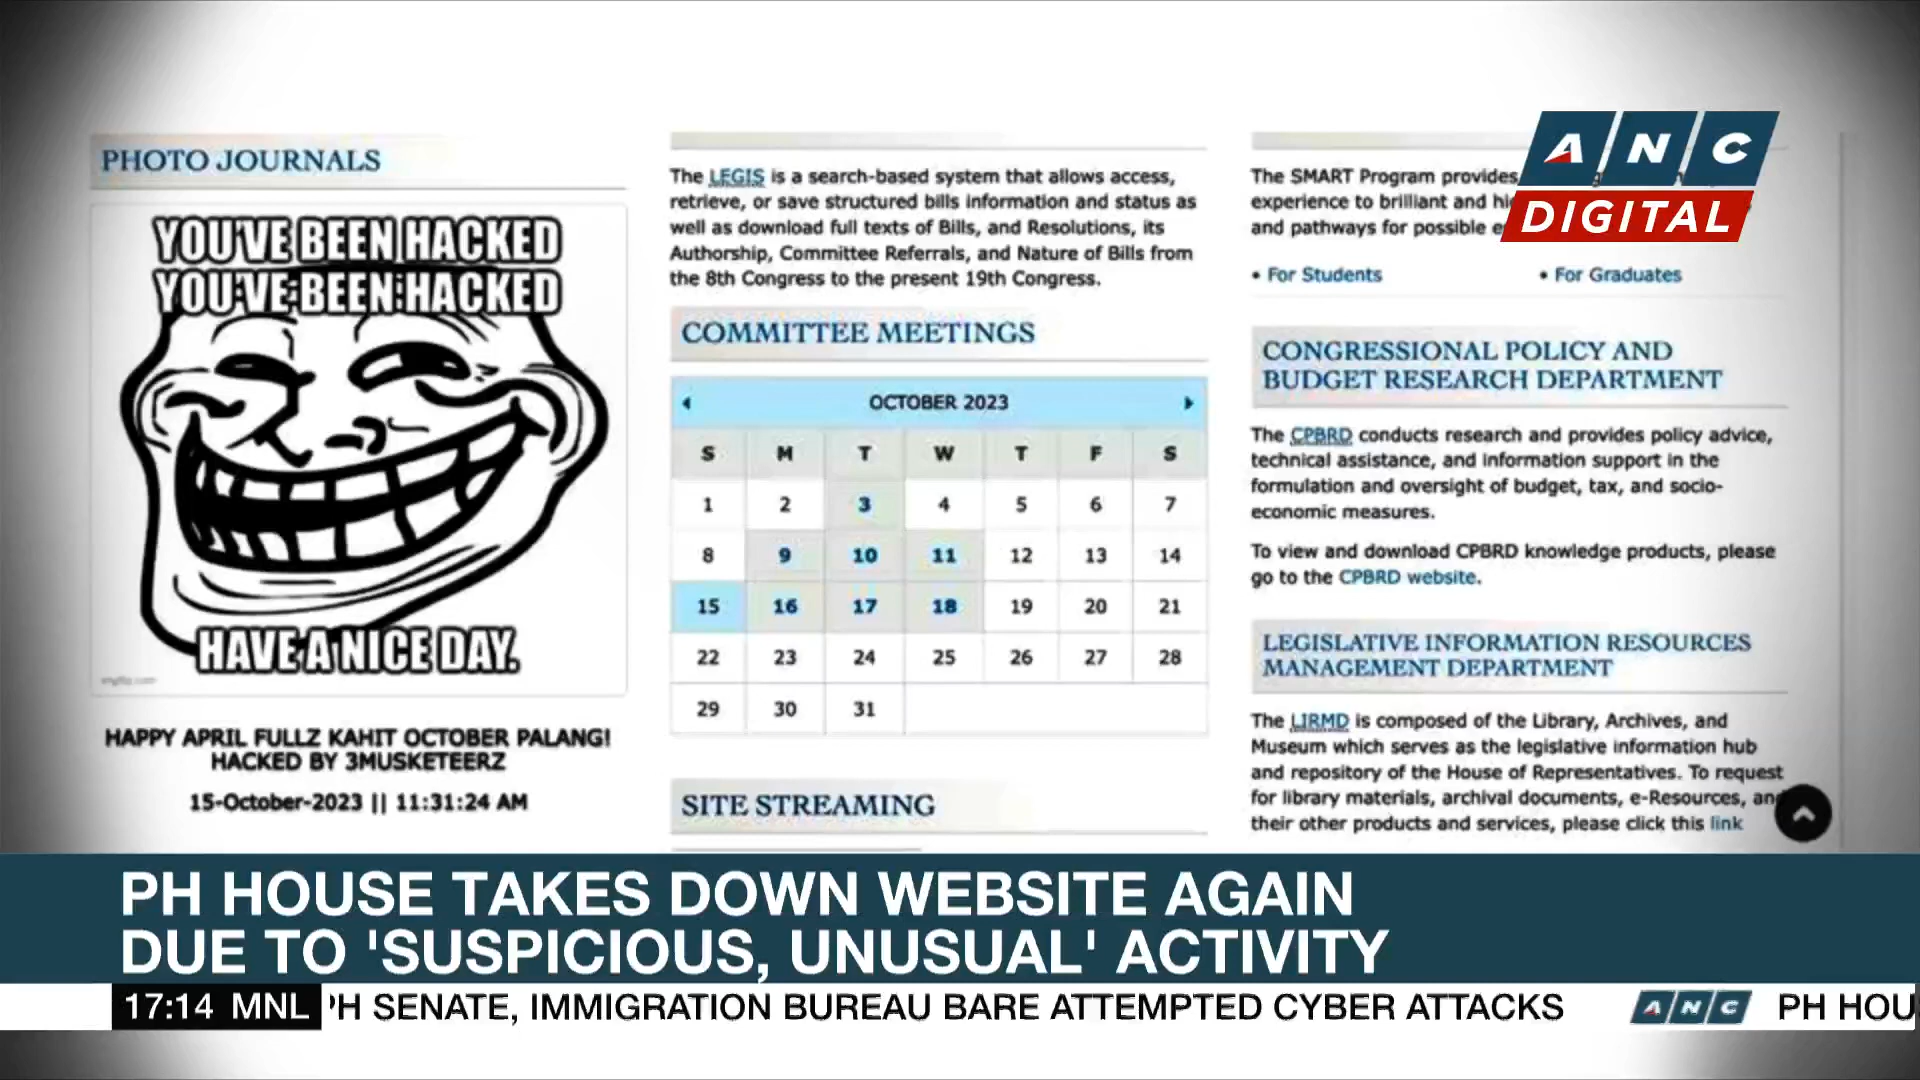 PHOTO JOURNALS
YOU'VE BEEN HACKED
YOU'VE BEEN HACKED
HAVE A NICE DAY.
imgflip.com
HAPPY APRIL FULLZ KAHIT OCTOBER PALANG!
HACKED BY 3MUSKETEERZ
15-October-2023 || 11:31:24 AM
The LEGIS is a search-based system that allows access,
retrieve, or save structured bills information and status as
well as download full texts of Bills, and Resolutions, its
Authorship, Committee Referrals, and Nature of Bills from
the 8th Congress to the present 19th Congress.
COMMITTEE MEETINGS
OCTOBER 2023
S M T W T F S
1 2 3 4 5 6 7
8 9 10 11 12 13 14
15 16 17 18 19 20 21
22 23 24 25 26 27 28
29 30 31
SITE STREAMING
The SMART Program provides
experience to brilliant and
and pathways for possible
• For Students • For Graduates
CONGRESSIONAL POLICY AND
BUDGET RESEARCH DEPARTMENT
The CPBRD conducts research and provides policy advice,
technical assistance, and information support in the
formulation and oversight of budget, tax, and socio-
economic measures.
To view and download CPBRD knowledge products, please
go to the CPBRD website.
LEGISLATIVE INFORMATION RESOURCES
MANAGEMENT DEPARTMENT
The LIRMD is composed of the Library, Archives, and
Museum which serves as the legislative information hub
and repository of the House of Representatives. To request
for library materials, archival documents, e-Resources, and
their other products and services, please click this link
ANC
DIGITAL
PH HOUSE TAKES DOWN WEBSITE AGAIN
DUE TO 'SUSPICIOUS, UNUSUAL' ACTIVITY
17:14 MNL PH SENATE, IMMIGRATION BUREAU BARE ATTEMPTED CYBER ATTACKS ANC PH HOU